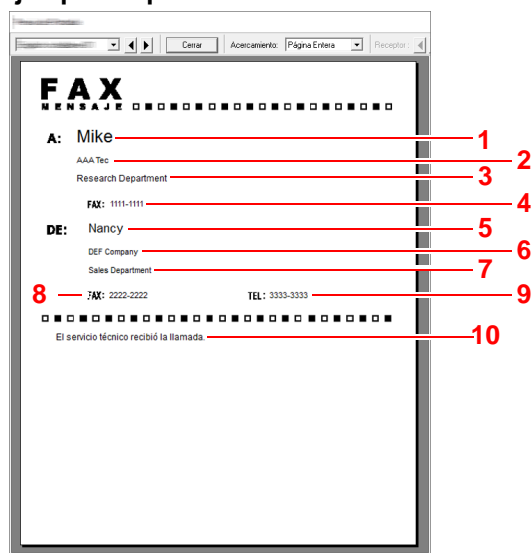 Cerrar Acercamiento: Página Entera Receptor:
FAX
MENSAJE
A: Mike 1
AAA Tec 2
Research Department 3
FAX: 1111-1111 4
DE: Nancy 5
DEF Company 6
Sales Department 7
8 FAX: 2222-2222 TEL: 3333-3333 9
El servicio técnico recibió la llamada. 10